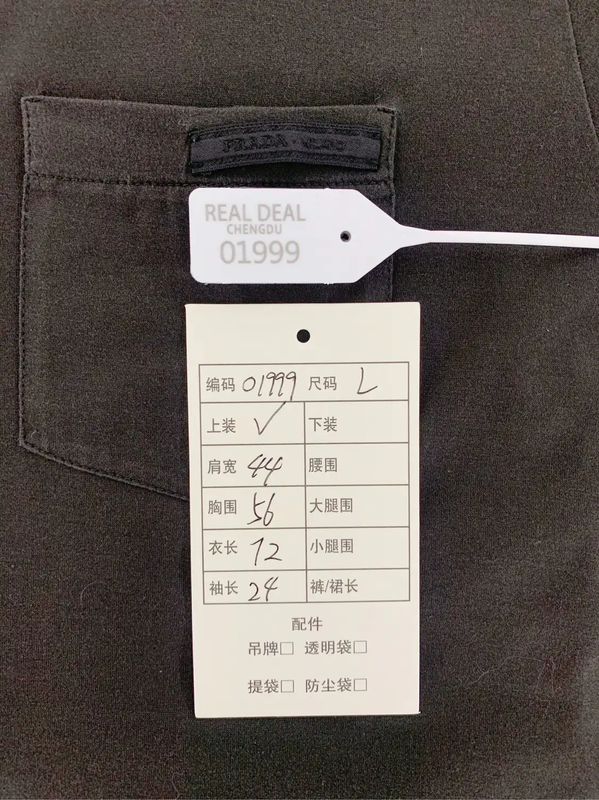 PRADA · MILANO
REAL DEAL
CHENGDU
01999
编码 01999 尺码 L
上装 ✓ 下装
肩宽 44 腰围
胸围 56 大腿围
衣长 72 小腿围
袖长 24 裤/裙长
配件
吊牌□ 透明袋□
提袋□ 防尘袋□